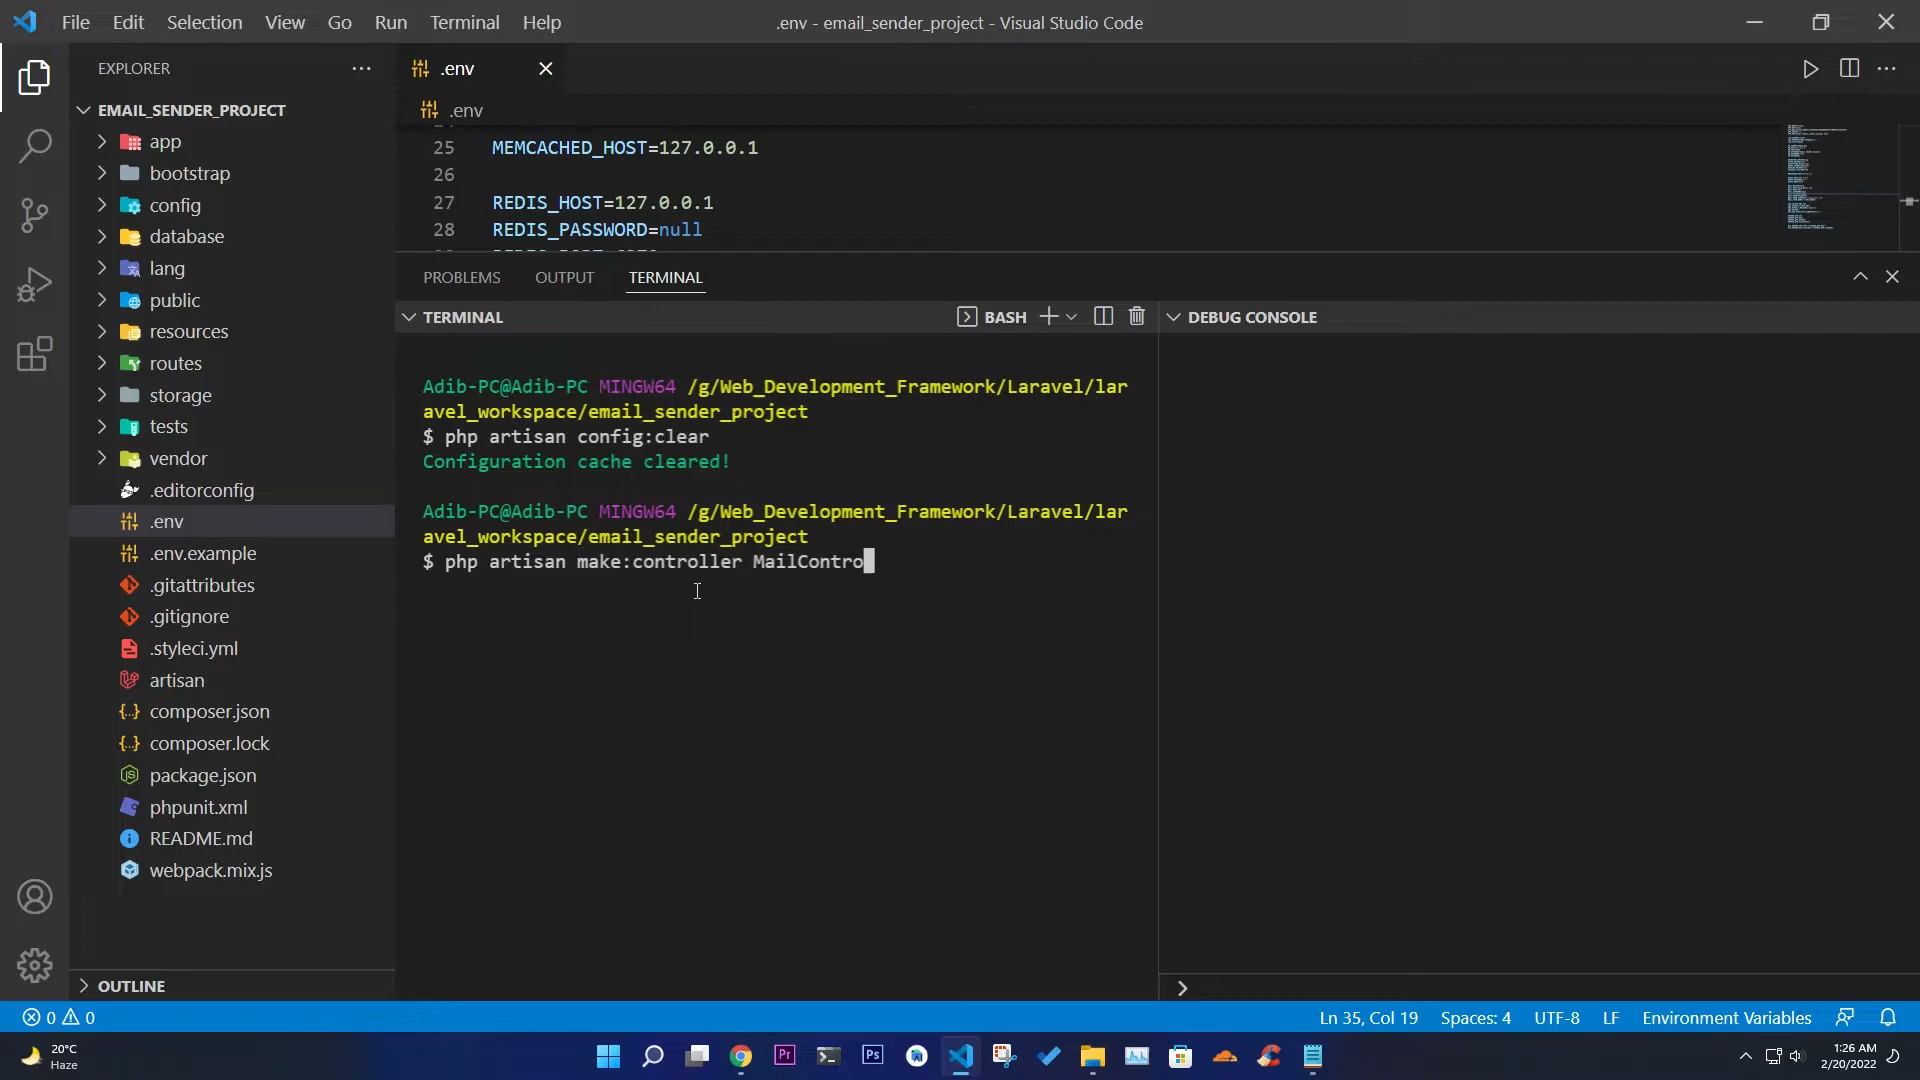 File Edit Selection View Go Run Terminal Help
.env - email_sender_project - Visual Studio Code
EXPLORER
EMAIL_SENDER_PROJECT
app
bootstrap
config
database
lang
public
resources
routes
storage
tests
vendor
.editorconfig
.env
.env.example
.gitattributes
.gitignore
.styleci.yml
artisan
composer.json
composer.lock
package.json
phpunit.xml
README.md
webpack.mix.js
OUTLINE
.env
.env
25 MEMCACHED_HOST=127.0.0.1
26
27 REDIS_HOST=127.0.0.1
28 REDIS_PASSWORD=null
PROBLEMS OUTPUT TERMINAL
TERMINAL
BASH
DEBUG CONSOLE
Adib-PC@Adib-PC MINGW64 /g/Web_Development_Framework/Laravel/lar
avel_workspace/email_sender_project
$ php artisan config:clear
Configuration cache cleared!
Adib-PC@Adib-PC MINGW64 /g/Web_Development_Framework/Laravel/lar
avel_workspace/email_sender_project
$ php artisan make:controller MailContro
0 0
Ln 35, Col 19 Spaces: 4 UTF-8 LF Environment Variables
20°C
Haze
Pr
Ps
1:26 AM
2/20/2022